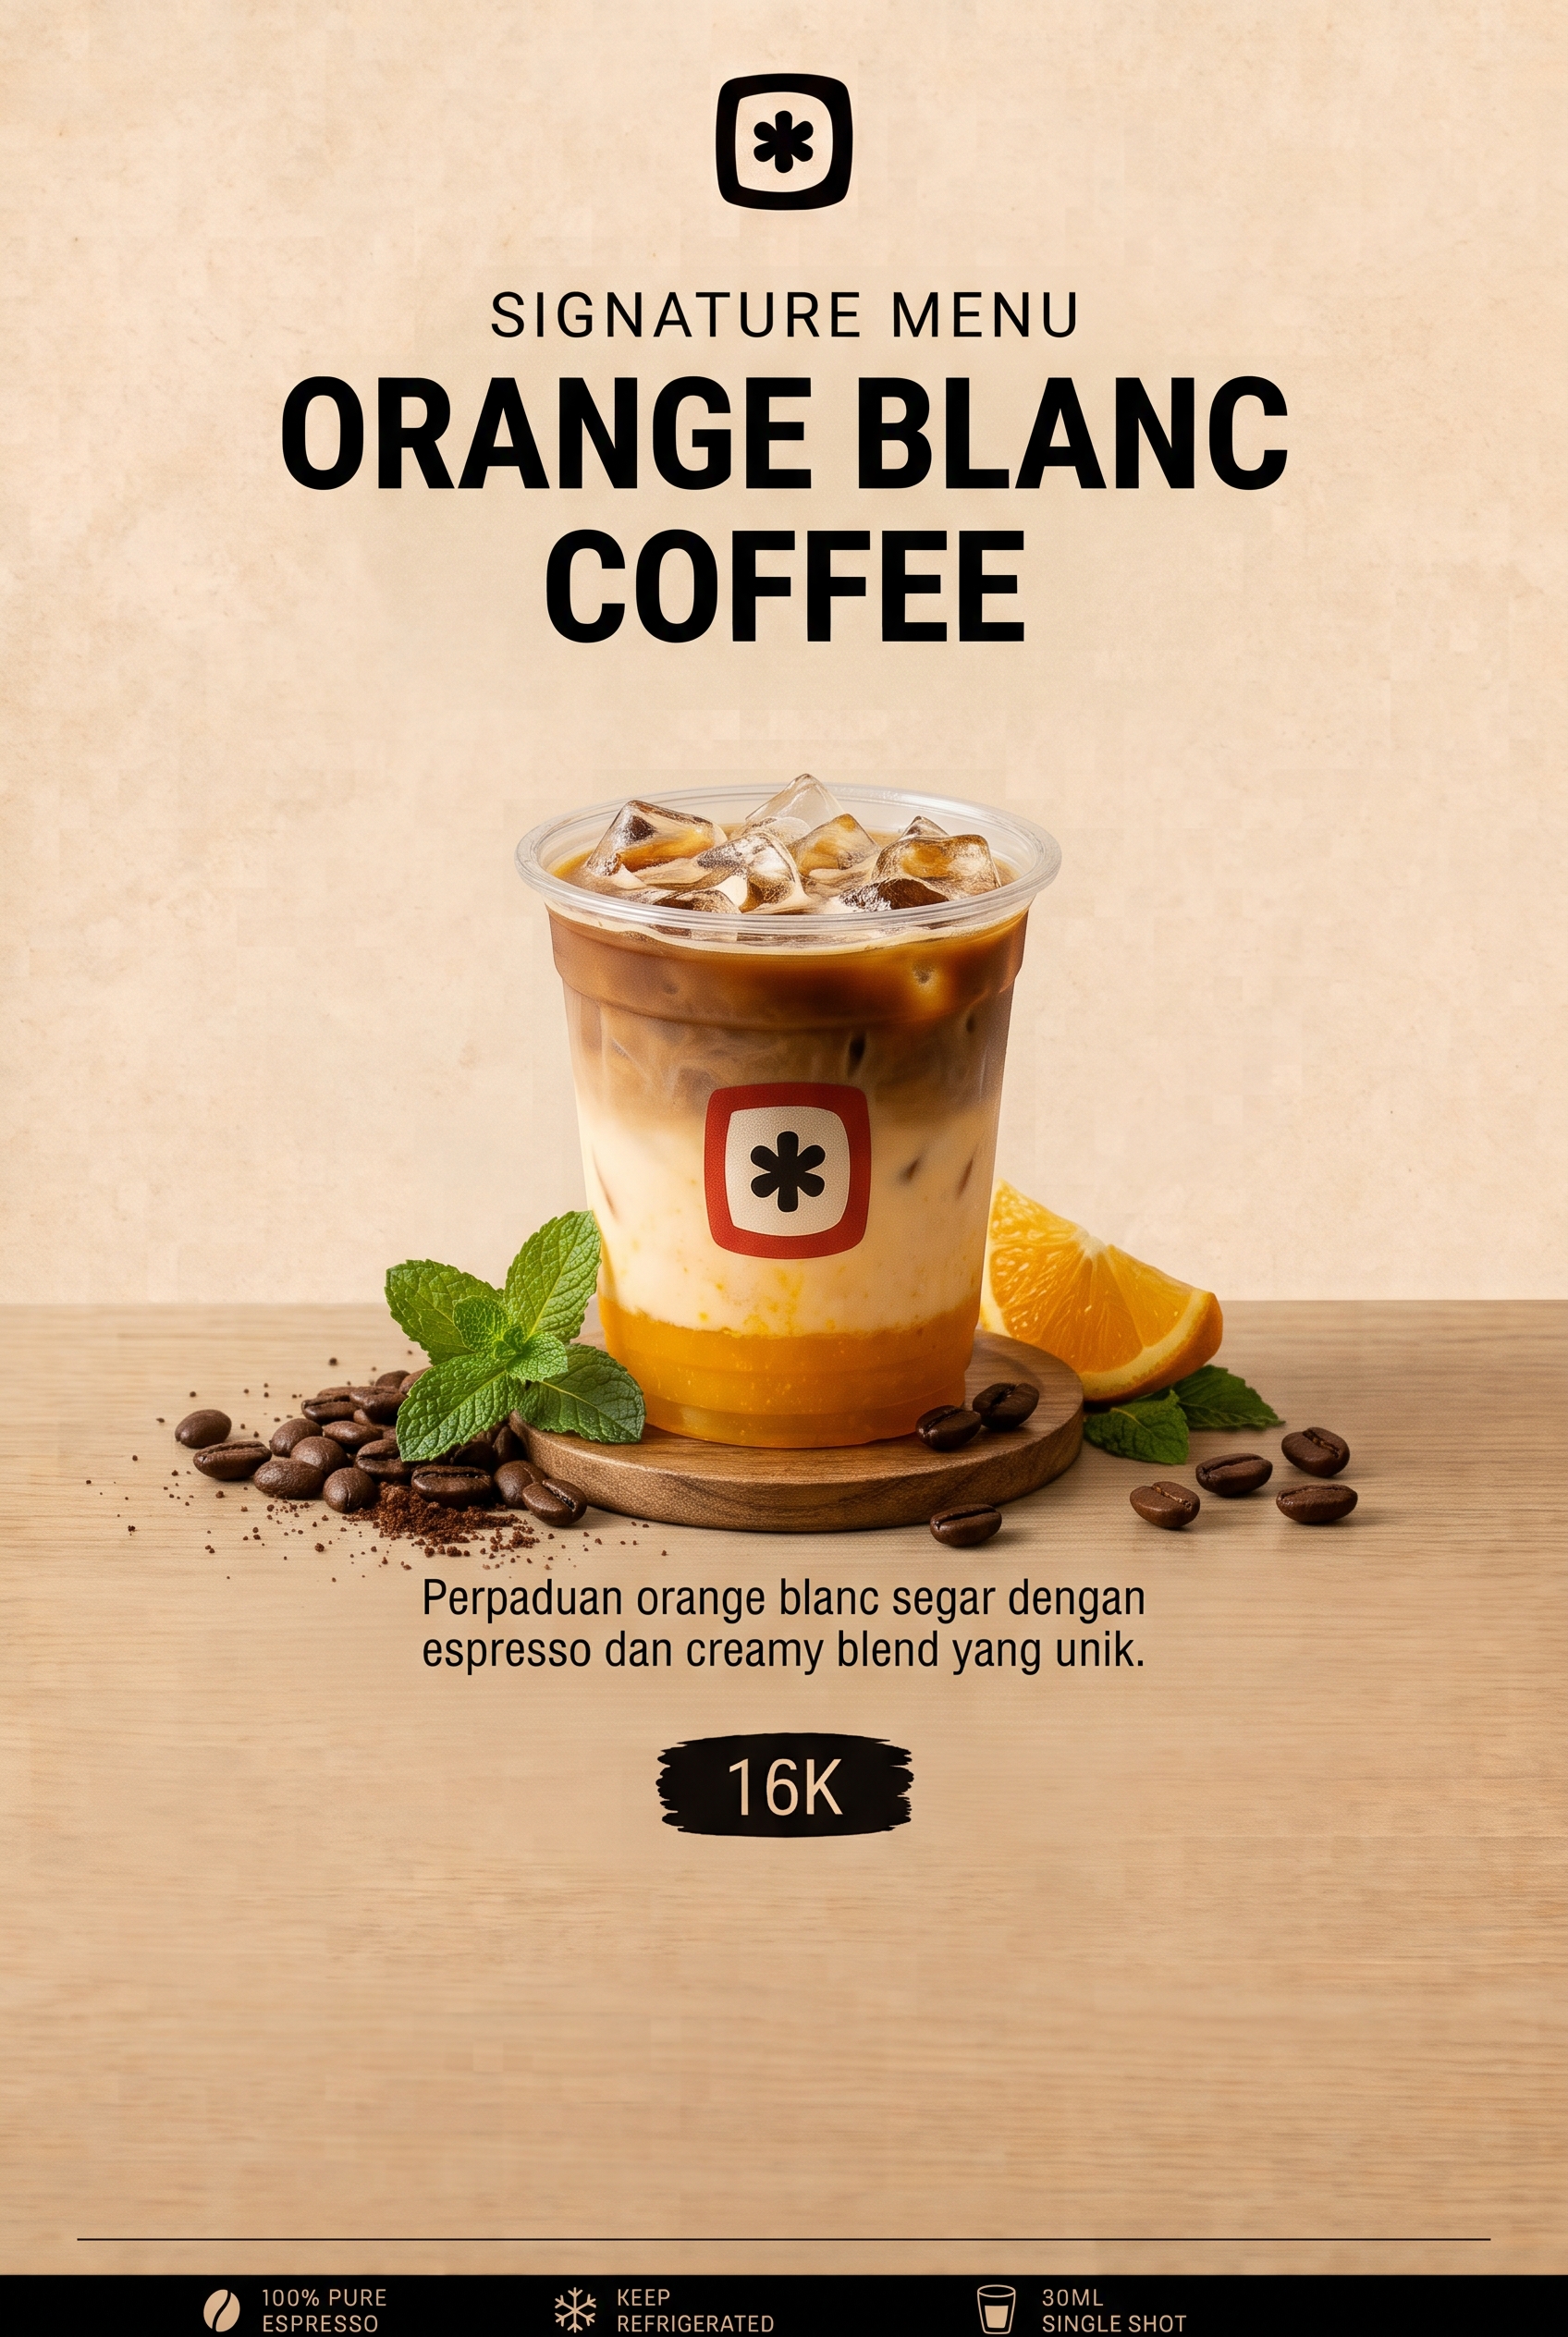 SIGNATURE MENU
ORANGE BLANC
COFFEE
Perpaduan orange blanc segar dengan
espresso dan creamy blend yang unik.
16K
100% PURE
ESPRESSO
KEEP
REFRIGERATED
30ML
SINGLE SHOT